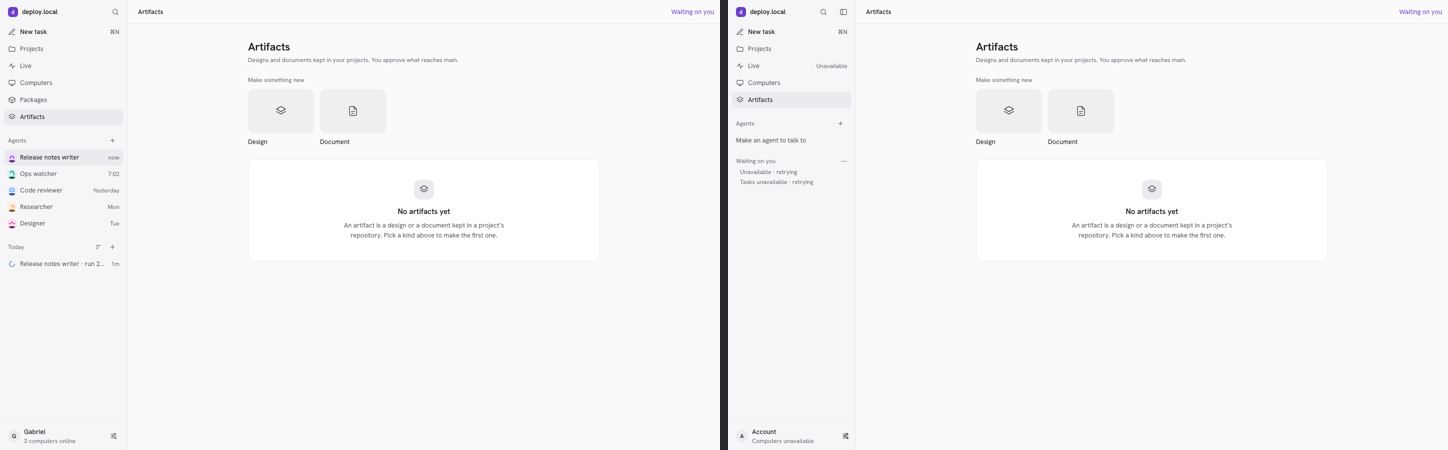 d deploy.local
New task ⌘N
Projects
Live
Computers
Packages
Artifacts
Agents
Release notes writer now
Ops watcher 7:02
Code reviewer Yesterday
Researcher Mon
Designer Tue
Today
Release notes writer · run 2... 1m
G Gabriel
3 computers online
Artifacts Waiting on you
Artifacts
Designs and documents kept in your projects. You approve what reaches main.
Make something new
Design Document
No artifacts yet
An artifact is a design or a document kept in a project's
repository. Pick a kind above to make the first one.
d deploy.local
New task ⌘N
Projects
Live Unavailable
Computers
Artifacts
Agents
Make an agent to talk to
Waiting on you
Unavailable · retrying
Tasks unavailable · retrying
A Account
Computers unavailable
Artifacts Waiting on you
Artifacts
Designs and documents kept in your projects. You approve what reaches main.
Make something new
Design Document
No artifacts yet
An artifact is a design or a document kept in a project's
repository. Pick a kind above to make the first one.